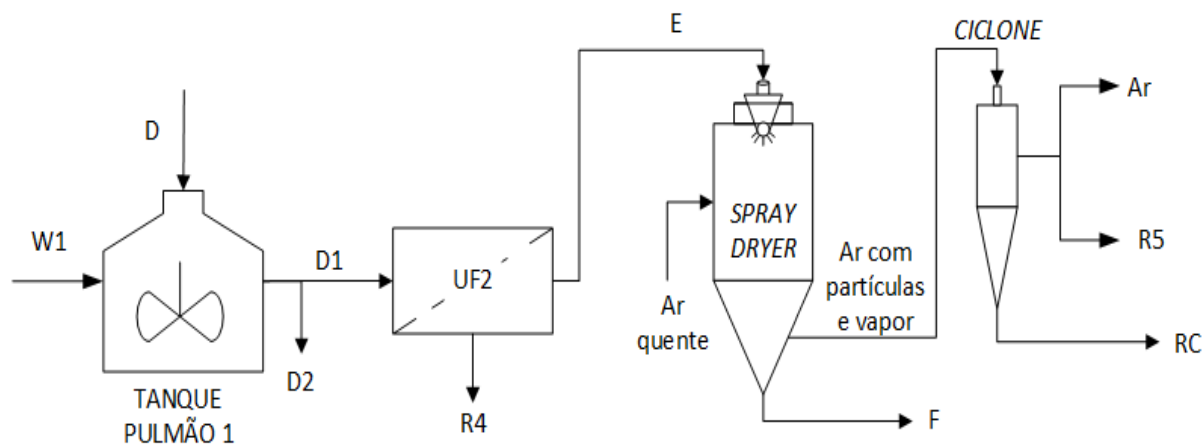 E
CICLONE
Ar
D
W1
D1
UF2
SPRAY
DRYER
Ar
quente
Ar com
partículas
e vapor
R5
RC
D2
R4
F
TANQUE
PULMÃO 1